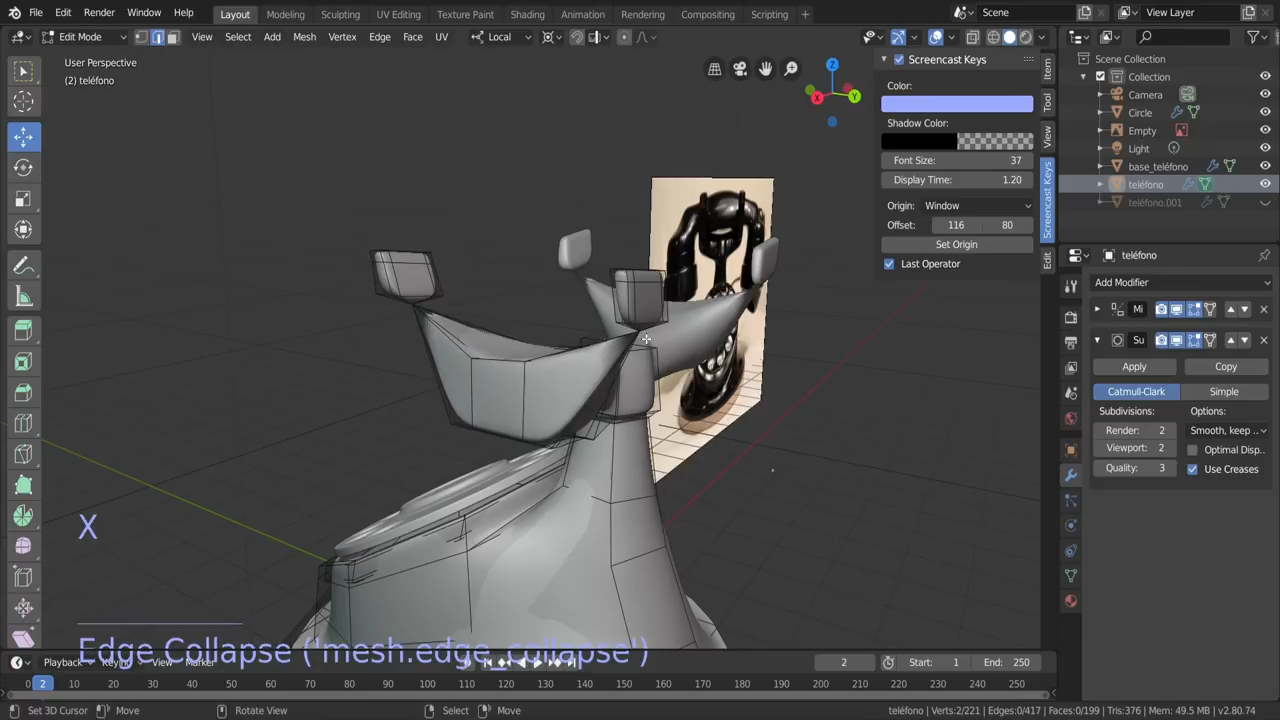 File Edit Render Window Help Layout Modeling Sculpting UV Editing Texture Paint Shading Animation Rendering Compositing Scripting + Scene View Layer
Edit Mode View Select Add Mesh Vertex Edge Face UV Local
User Perspective
(2) teléfono
Z
X
Y
Screencast Keys
Color:
Shadow Color:
Font Size: 37
Display Time: 1.20
Origin: Window
Offset: 116 80
Set Origin
Last Operator
Item
Tool
View
Screencast Keys
Edit
Scene Collection
Collection
Camera
Circle
Empty
Light
base_teléfono
teléfono
teléfono.001
teléfono
Add Modifier
Mi
Su
Apply Copy
Catmull-Clark Simple
Subdivisions: Options:
Render: 2 Smooth, keep ..
Viewport: 2 Optimal Disp..
Quality: 3 Use Creases
X
Edge Collapse ('mesh.edge_collapse')
Playback View Marker 2 Start: 1 End: 250
0 2 20 30 40 50 60 70 80 90 100 110 120 130 140 150 160 170 180 190 200 210 220 230 240 250
Set 3D Cursor Move Rotate View Select Move teléfono | Verts:2/221 | Edges:0/417 | Faces:0/199 | Tris:376 | Mem: 49.5 MB | v2.80.74